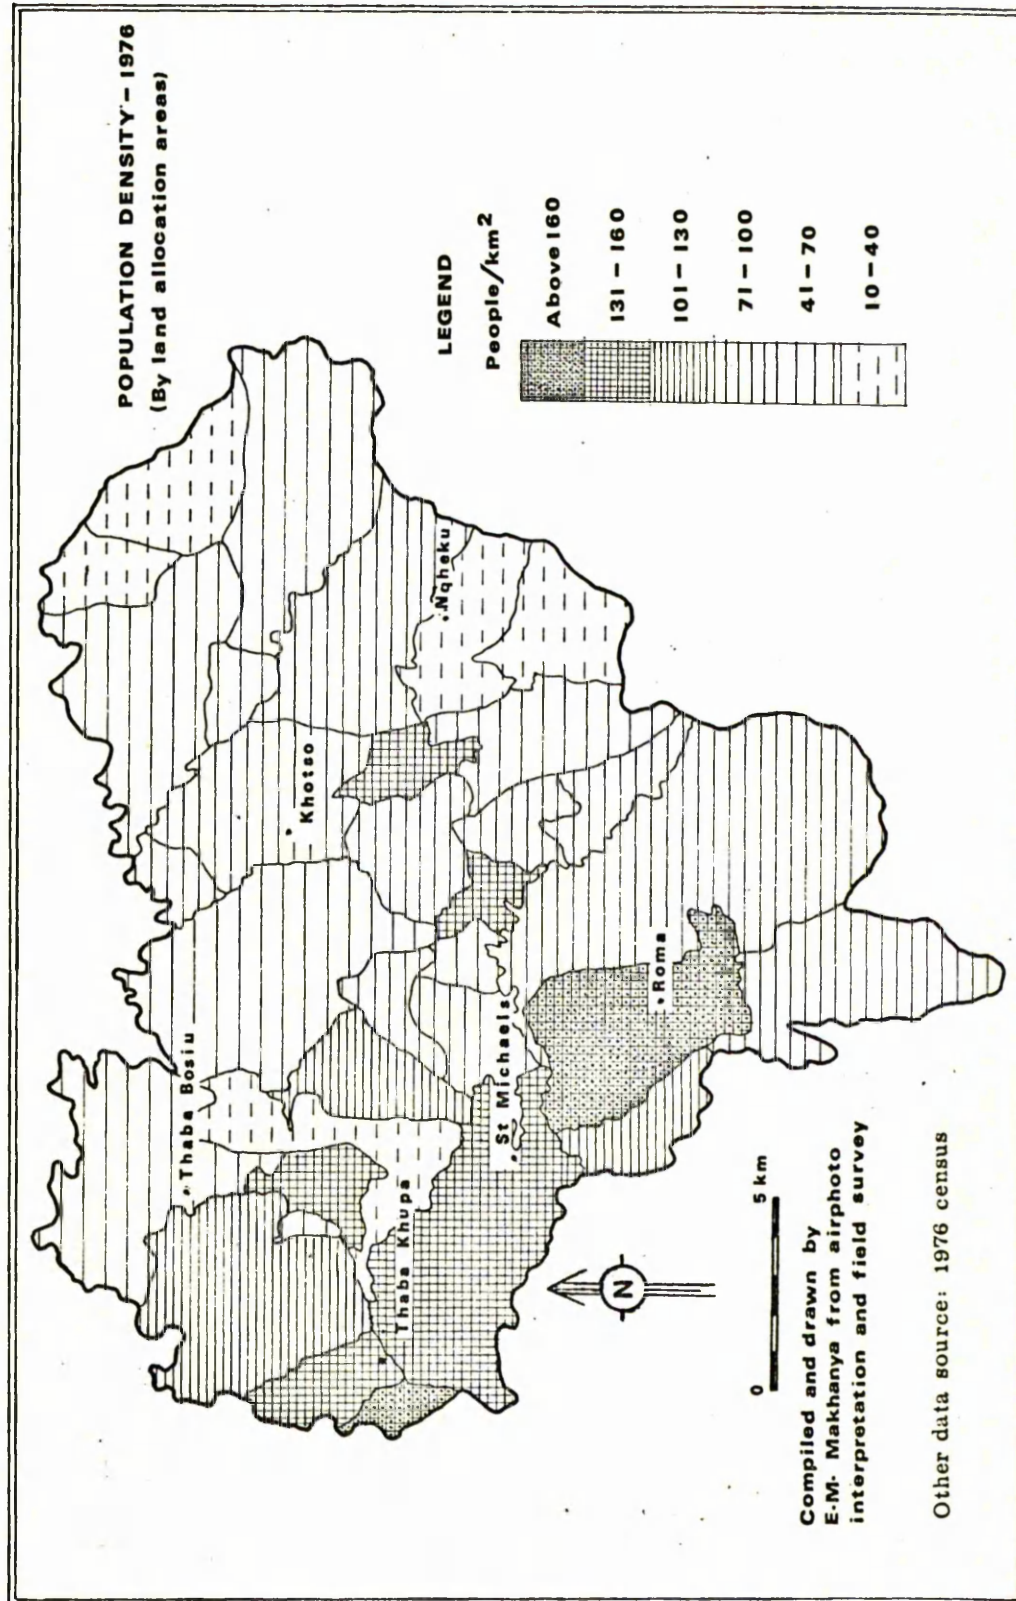 POPULATION DENSITY - 1976
(By land allocation areas)
LEGEND
People/km²
Above 160
131 - 160
101 - 130
71 - 100
41 - 70
10 - 40
Thaba Bosiu
Khotso
Nqheku
Thaba Khupa
St Michaels
Roma
N
0 5 km
Compiled and drawn by
E·M· Makhanya from airphoto
interpretation and field survey
Other data source: 1976 census